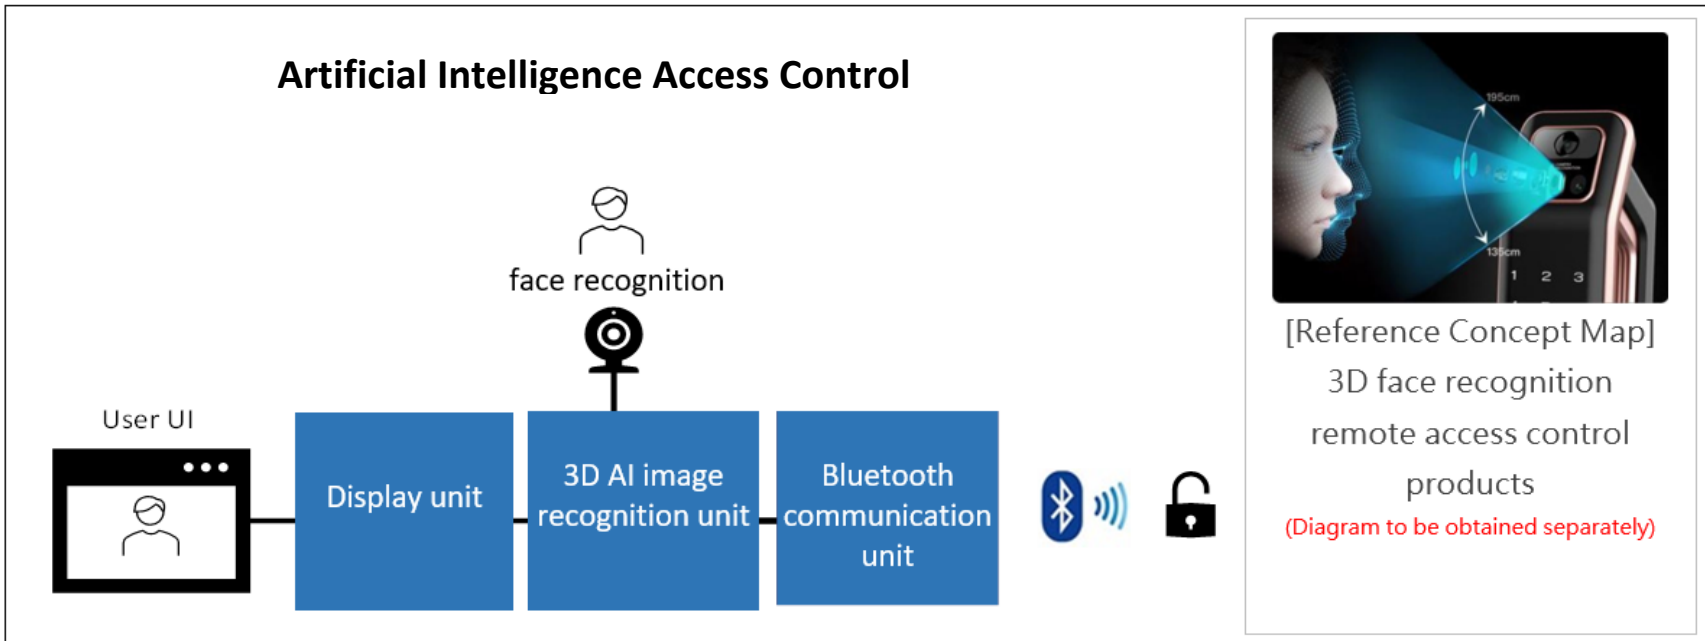 Artificial Intelligence Access Control
face recognition
User UI
Display unit
3D AI image
recognition unit
Bluetooth
communication
unit
195cm
135cm
1 2 3
[Reference Concept Map]
3D face recognition
remote access control
products
(Diagram to be obtained separately)